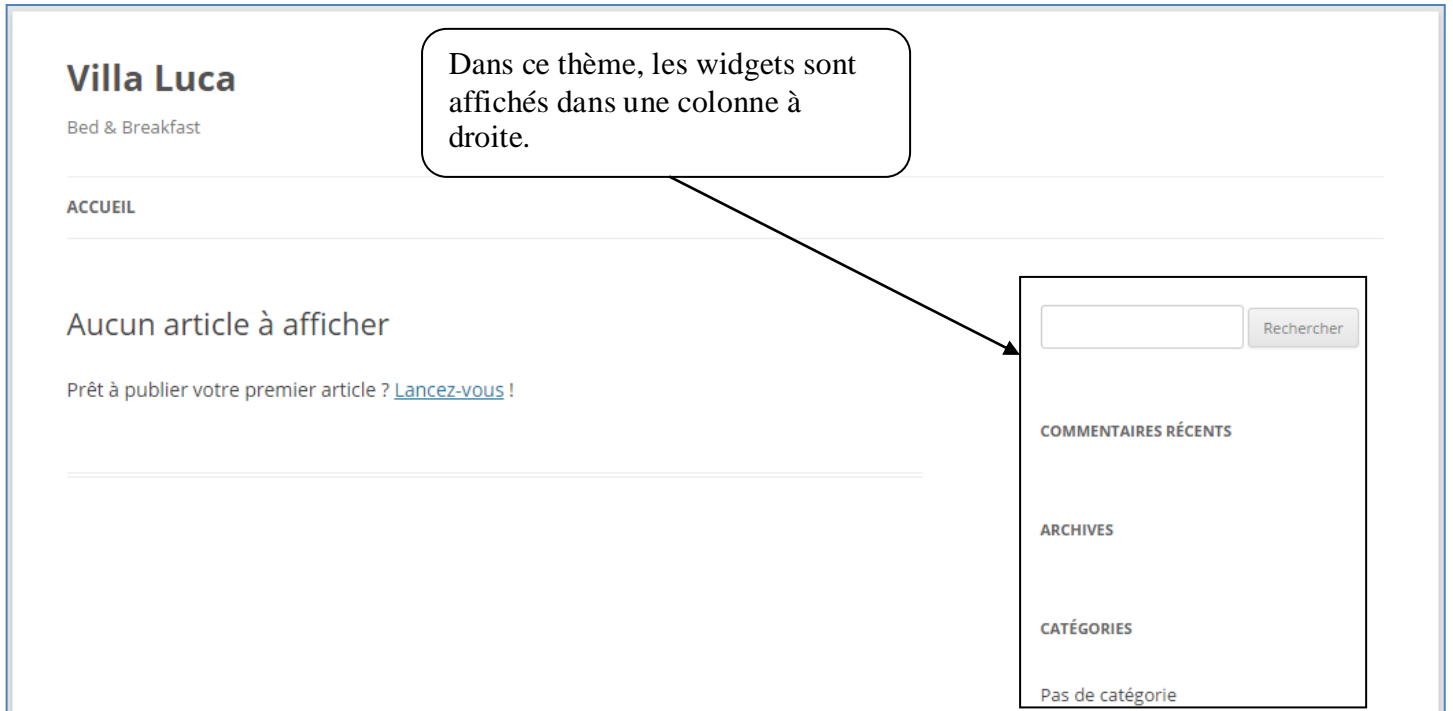 Villa Luca
Bed & Breakfast
Dans ce thème, les widgets sont
affichés dans une colonne à
droite.
ACCUEIL
Aucun article à afficher
Prêt à publier votre premier article ? Lancez-vous !
Rechercher
COMMENTAIRES RÉCENTS
ARCHIVES
CATÉGORIES
Pas de catégorie